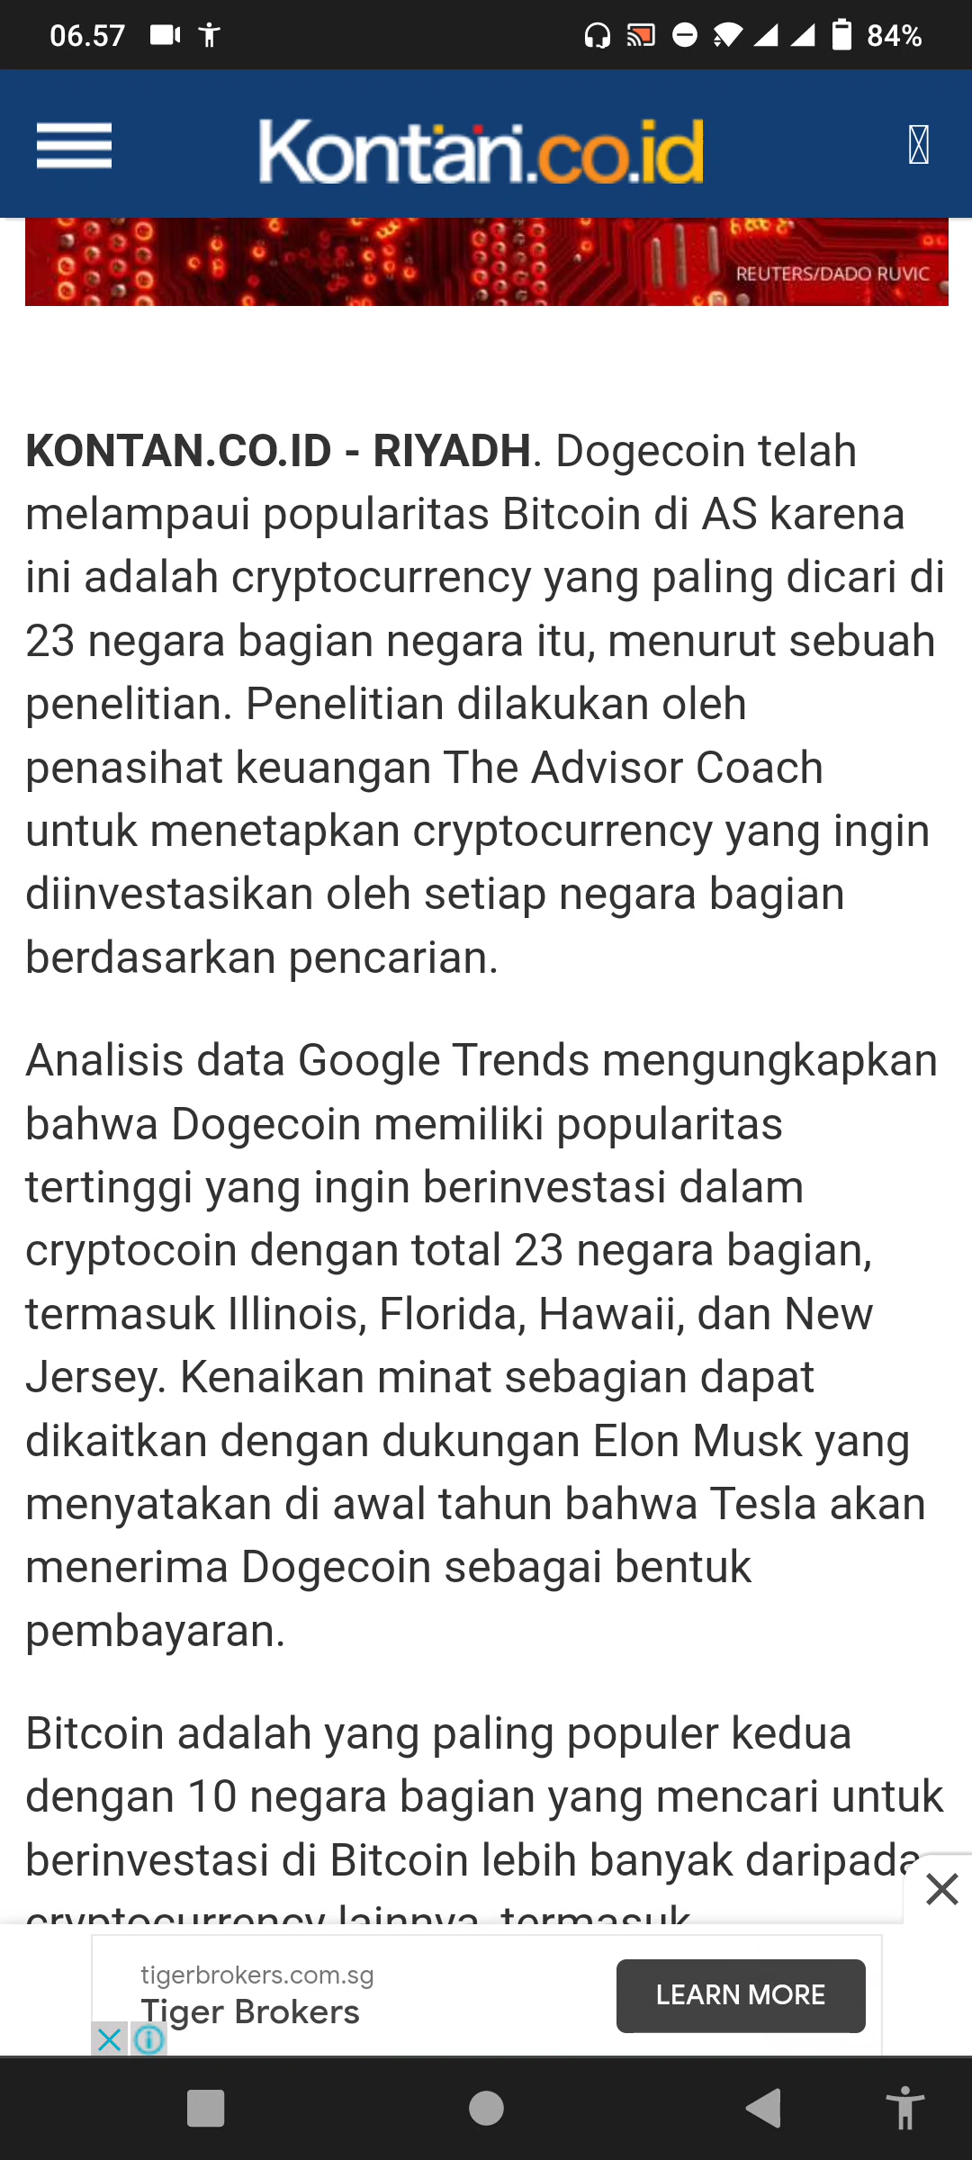 06.57
84%
Kontan.co.id
REUTERS/DADO RUVIC
KONTAN.CO.ID - RIYADH. Dogecoin telah
melampaui popularitas Bitcoin di AS karena
ini adalah cryptocurrency yang paling dicari di
23 negara bagian negara itu, menurut sebuah
penelitian. Penelitian dilakukan oleh
penasihat keuangan The Advisor Coach
untuk menetapkan cryptocurrency yang ingin
diinvestasikan oleh setiap negara bagian
berdasarkan pencarian.
Analisis data Google Trends mengungkapkan
bahwa Dogecoin memiliki popularitas
tertinggi yang ingin berinvestasi dalam
cryptocoin dengan total 23 negara bagian,
termasuk Illinois, Florida, Hawaii, dan New
Jersey. Kenaikan minat sebagian dapat
dikaitkan dengan dukungan Elon Musk yang
menyatakan di awal tahun bahwa Tesla akan
menerima Dogecoin sebagai bentuk
pembayaran.
Bitcoin adalah yang paling populer kedua
dengan 10 negara bagian yang mencari untuk
berinvestasi di Bitcoin lebih banyak daripada
cryptocurrency lainnya, termasuk
tigerbrokers.com.sg
Tiger Brokers
LEARN MORE